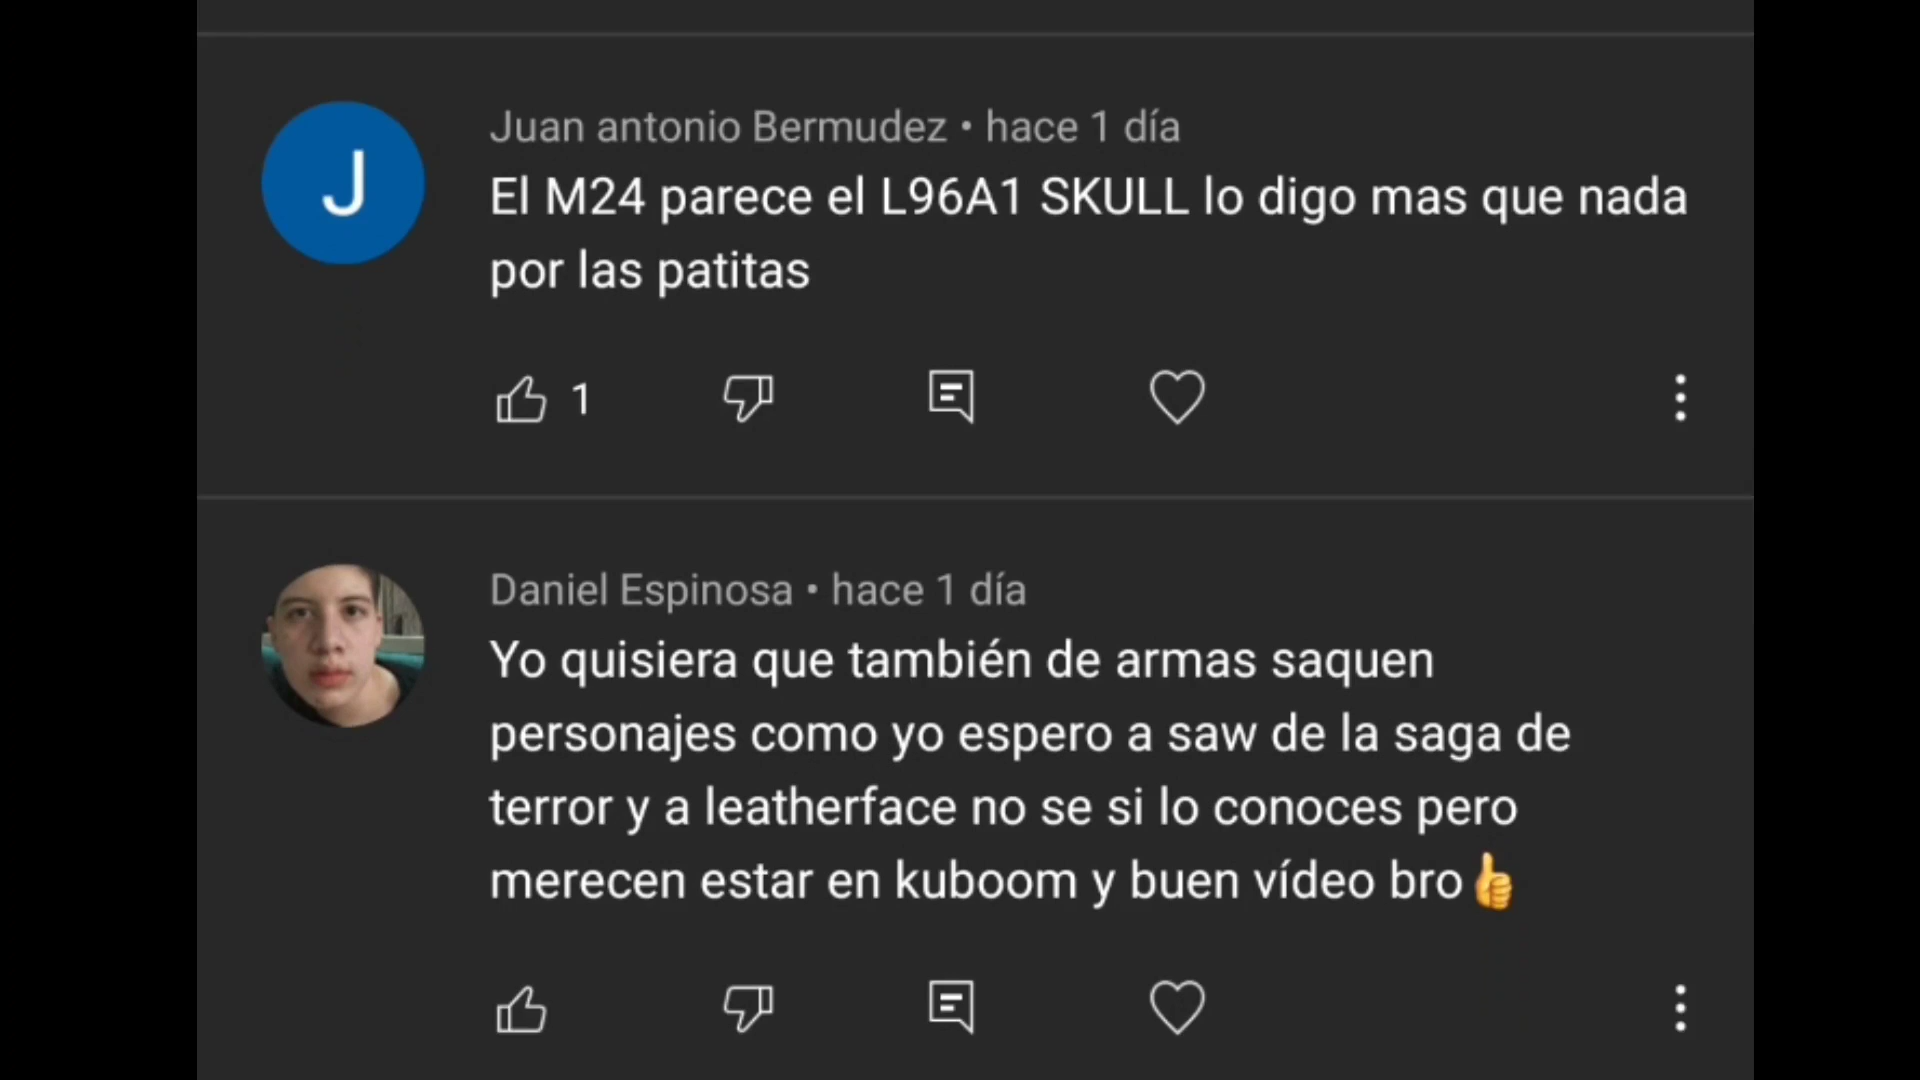 Juan antonio Bermudez • hace 1 día
El M24 parece el L96A1 SKULL lo digo mas que nada
por las patitas
1
Daniel Espinosa • hace 1 día
Yo quisiera que también de armas saquen
personajes como yo espero a saw de la saga de
terror y a leatherface no se si lo conoces pero
merecen estar en kuboom y buen vídeo bro👍
J